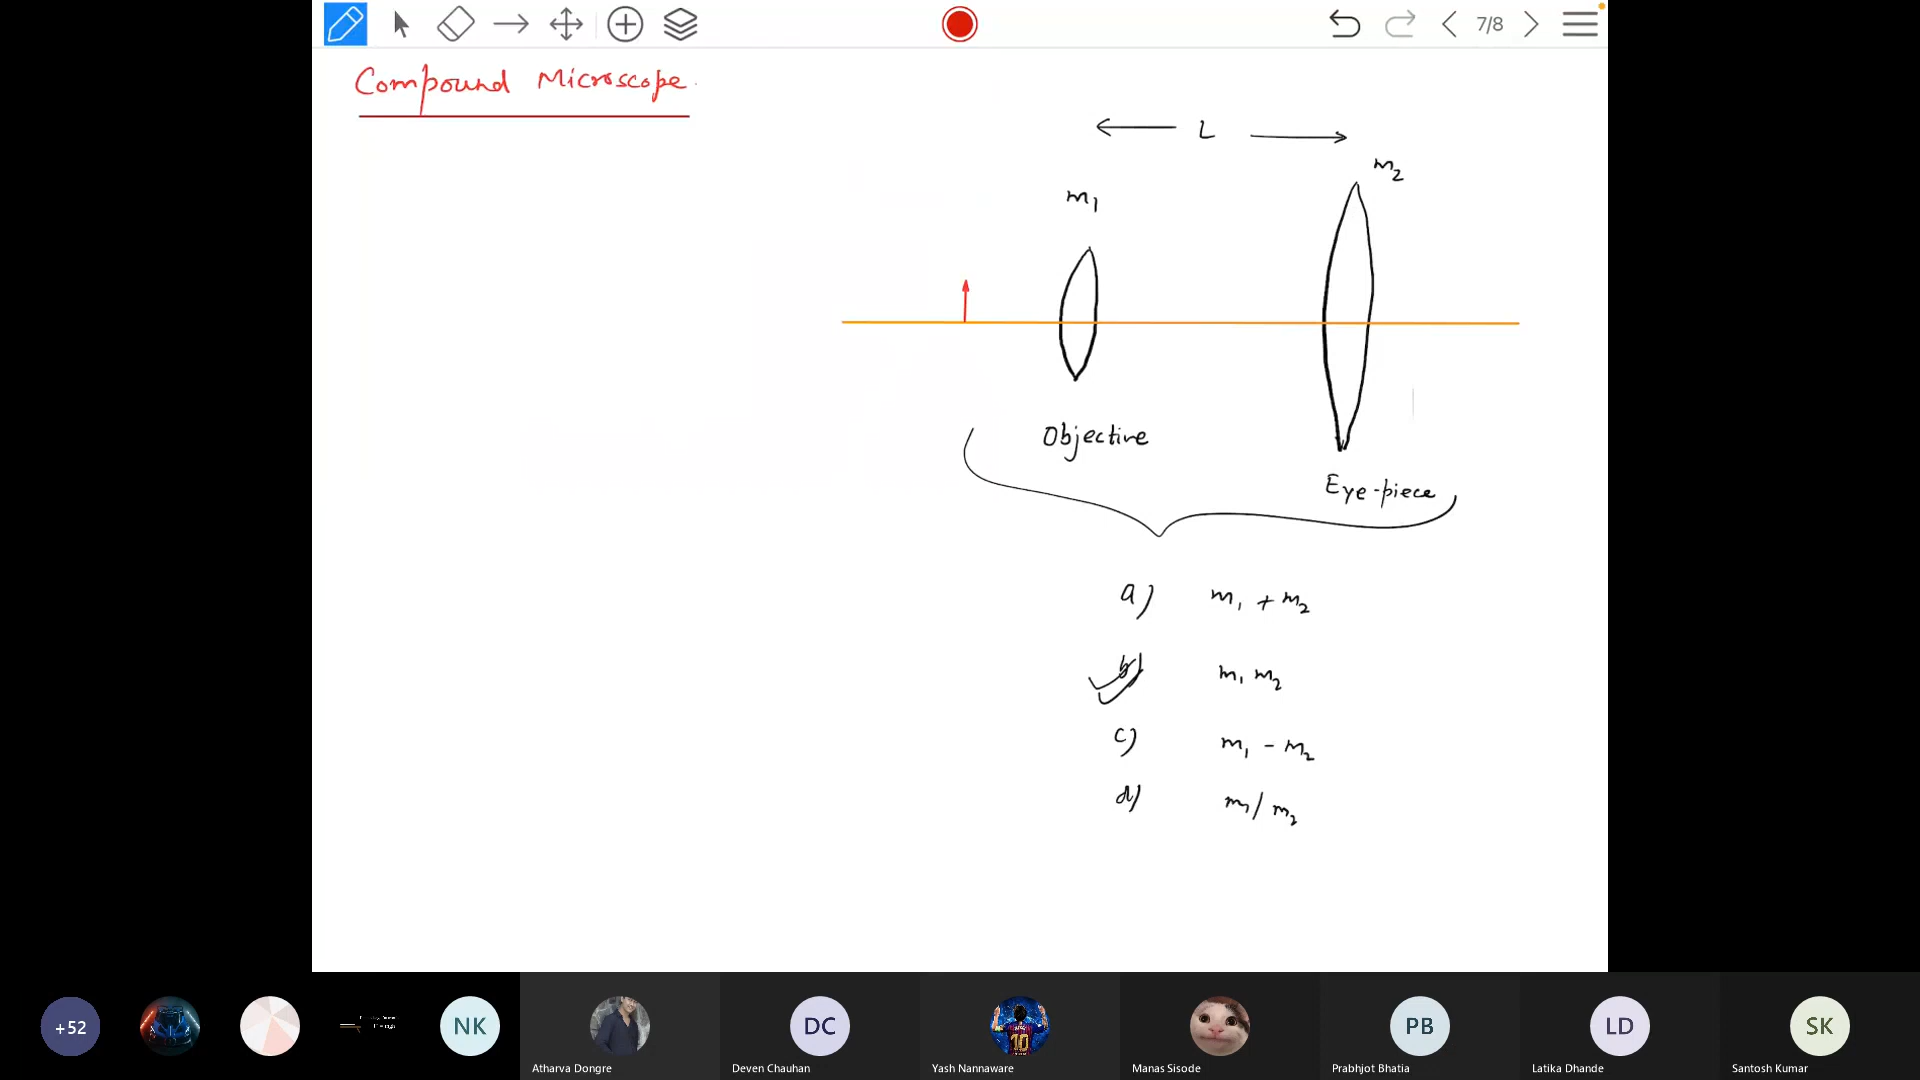 7/8
Compound Microscope
L
m2
m1
Objective
Eye-piece
a) m1 + m2
b) m1 m2
c) m1 - m2
d) m1/m2
+52
NK
DC
10
PB
LD
SK
Atharva Dongre
Deven Chauhan
Yash Nannaware
Manas Sisode
Prabhjot Bhatia
Latika Dhande
Santosh Kumar